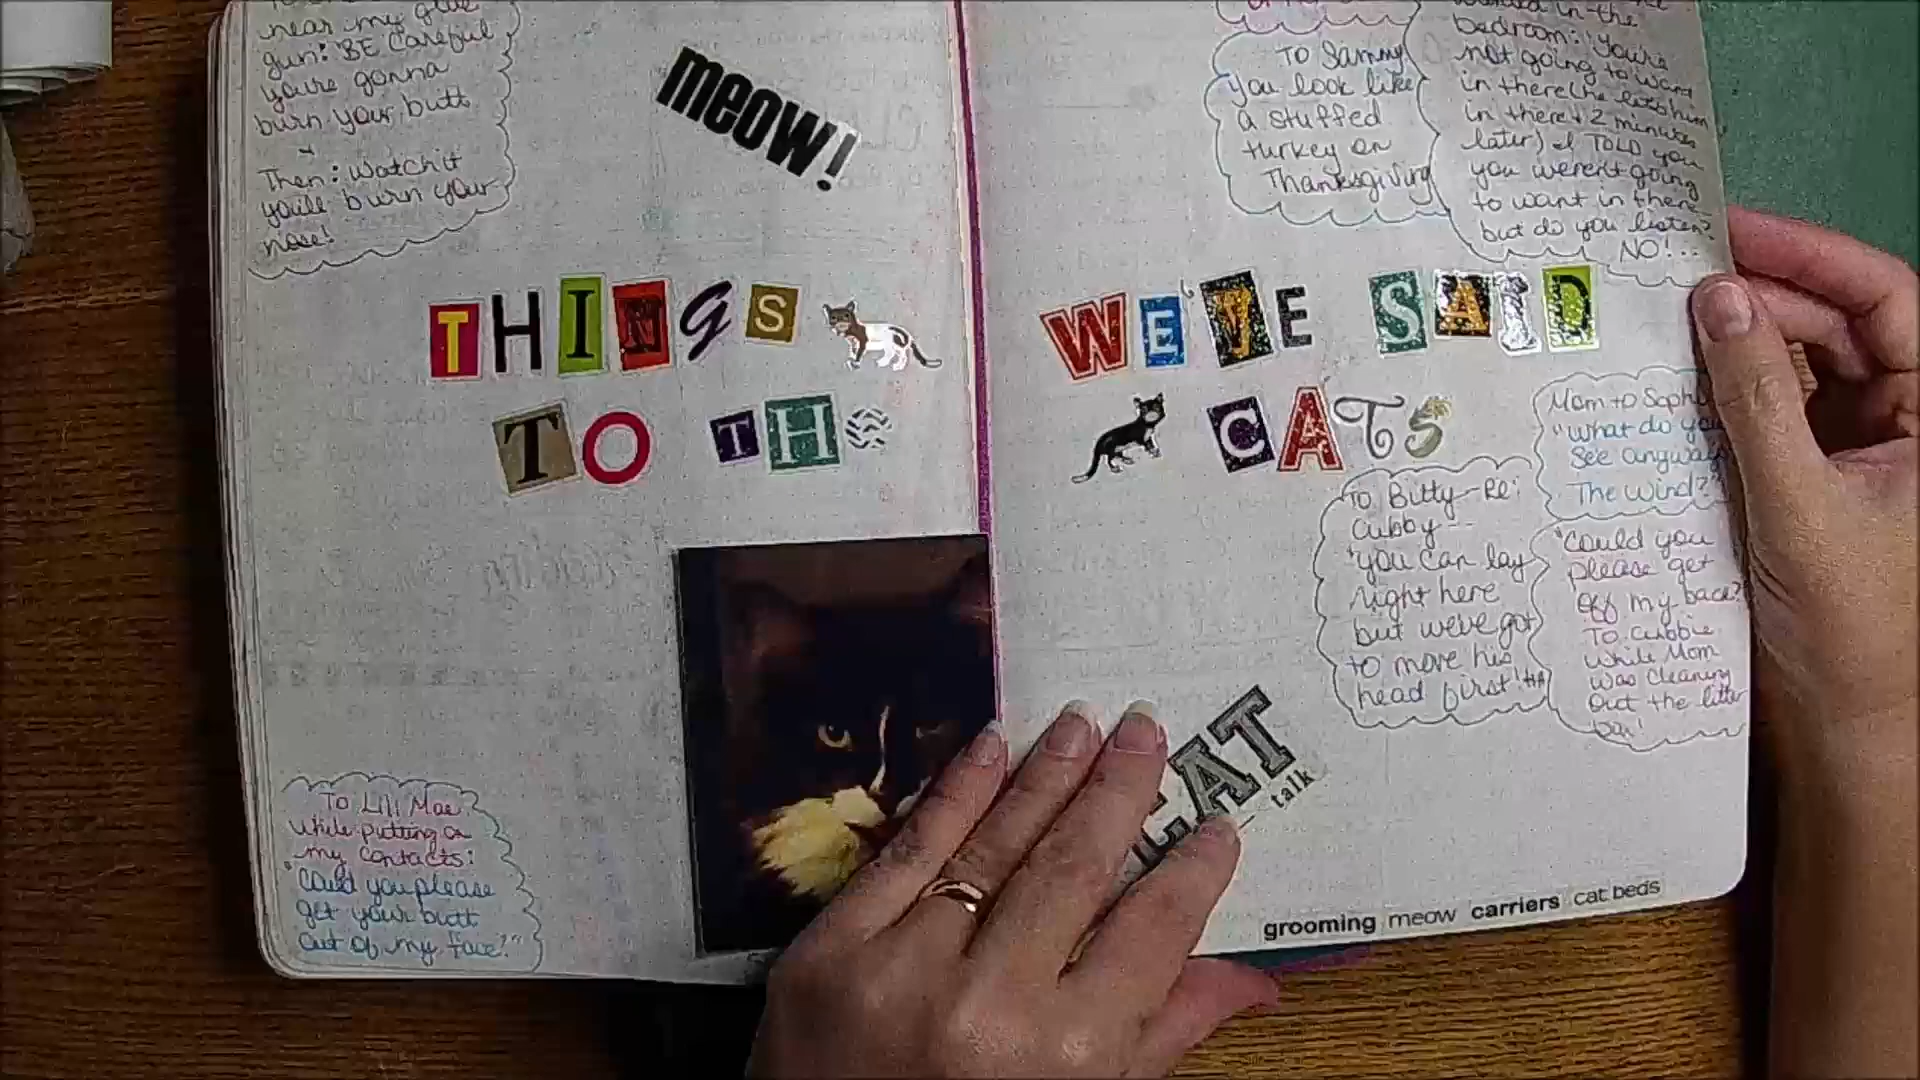 near my glue
gun: BE Careful
you're gonna
burn your butt
+
Then: Watch it
you'll burn your
nose!
meow!
To Sammy
you look like
a stuffed
turkey on
Thanksgiving
in the
bedroom: You're
not going to want
in there (he lets him
in there + 2 minutes
later) I TOLD you
you weren't going
to want in there
but do you listen?
NO!...
THINGS WE'VE SAID
TO THE CATS
Mom to Soph
"what do you
see anyway?
The Wind?"
To Bitty-Re:
Cubby--
"you can lay
right here
but we've got
to move his
head first! HA
"Could you
please get
off my back?
To Cubbie
while Mom
was cleaning
out the litter
box!
To Lili Mae
while putting on
my contacts:
"Could you please
get your butt
out of my face?"
CAT
talk
grooming meow carriers cat beds